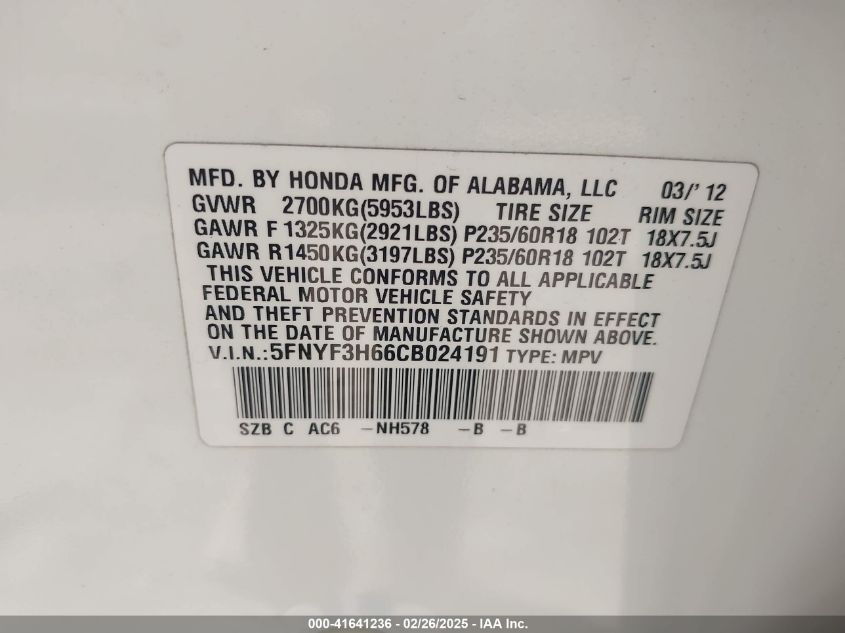 MFD. BY HONDA MFG. OF ALABAMA, LLC 03/' 12
GVWR 2700KG(5953LBS) TIRE SIZE RIM SIZE
GAWR F 1325KG(2921LBS) P235/60R18 102T 18X7.5J
GAWR R1450KG(3197LBS) P235/60R18 102T 18X7.5J
THIS VEHICLE CONFORMS TO ALL APPLICABLE
FEDERAL MOTOR VEHICLE SAFETY
AND THEFT PREVENTION STANDARDS IN EFFECT
ON THE DATE OF MANUFACTURE SHOWN ABOVE.
V.I.N.:5FNYF3H66CB024191 TYPE: MPV
SZB C AC6 -NH578 -B -B
000-41641236 - 02/26/2025 - IAA Inc.